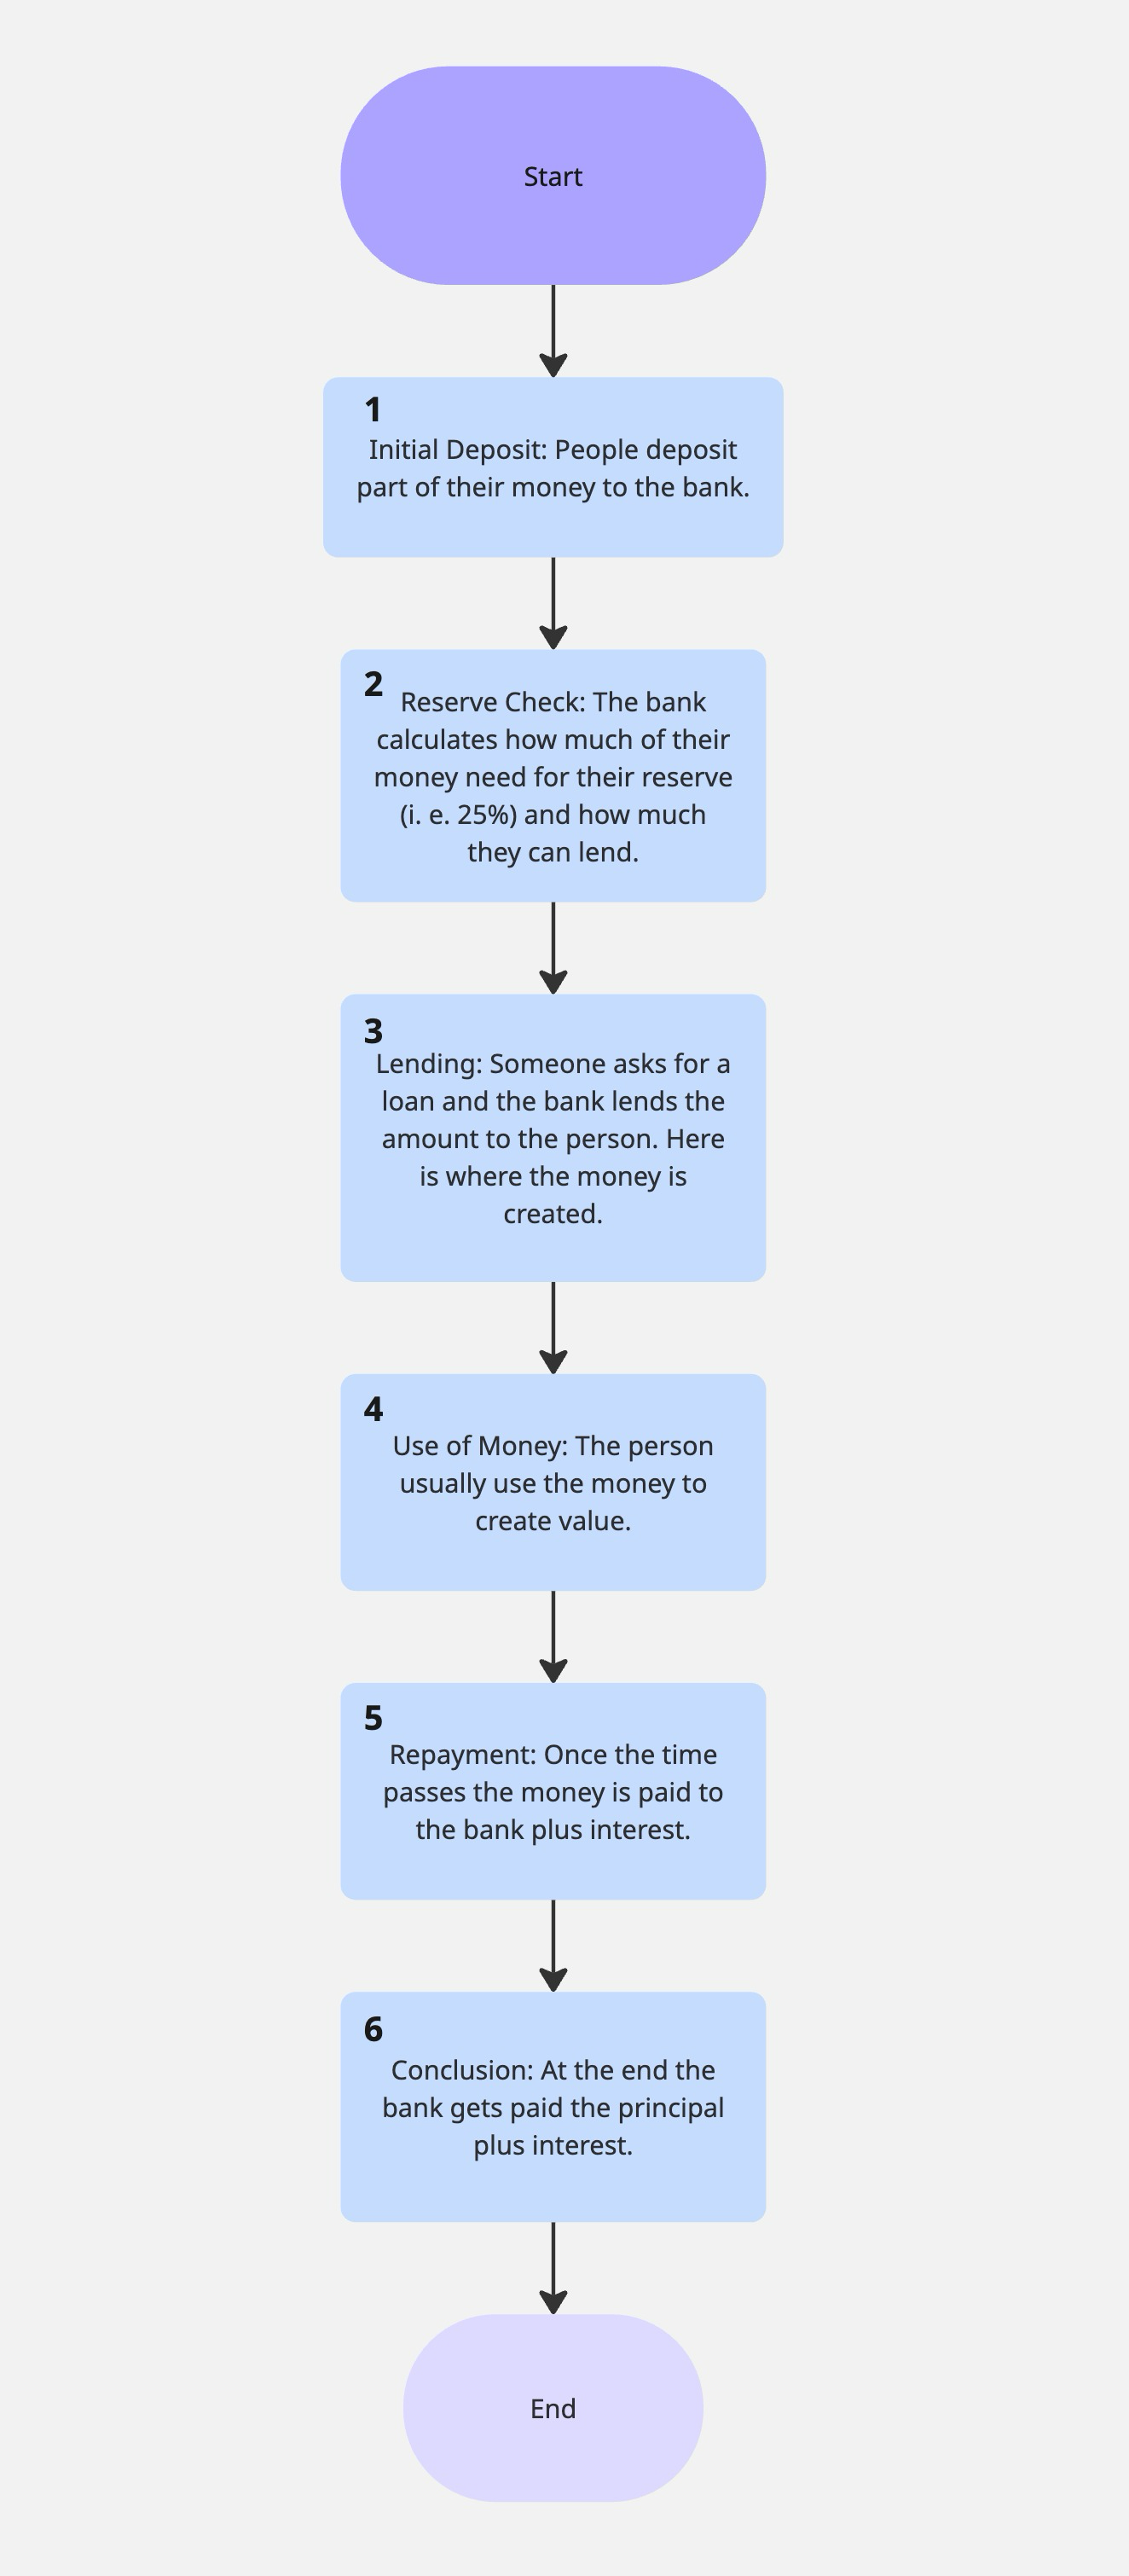 Start
1
Initial Deposit: People deposit
part of their money to the bank.
2
Reserve Check: The bank
calculates how much of their
money need for their reserve
(i. e. 25%) and how much
they can lend.
3
Lending: Someone asks for a
loan and the bank lends the
amount to the person. Here
is where the money is
created.
4
Use of Money: The person
usually use the money to
create value.
5
Repayment: Once the time
passes the money is paid to
the bank plus interest.
6
Conclusion: At the end the
bank gets paid the principal
plus interest.
End